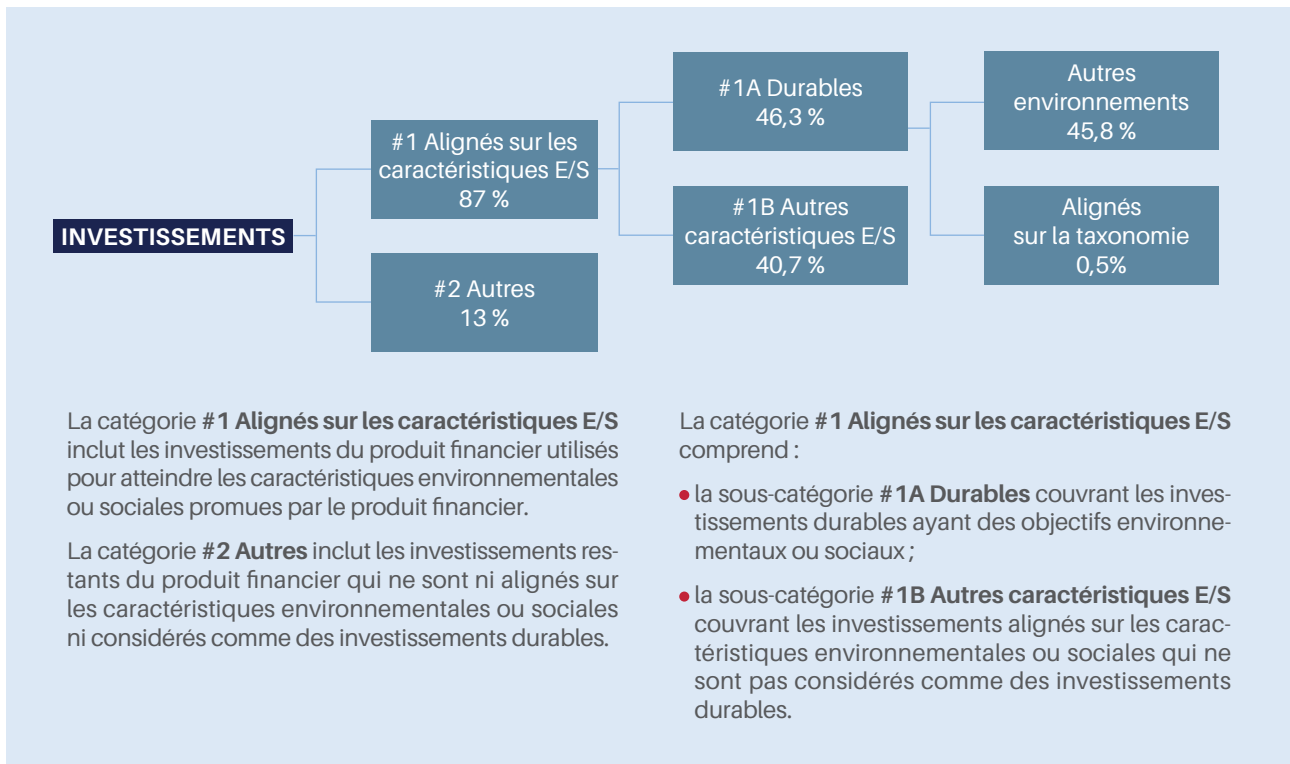 INVESTISSEMENTS
#1 Alignés sur les
caractéristiques E/S
87 %
#2 Autres
13 %
#1A Durables
46,3 %
#1B Autres
caractéristiques E/S
40,7 %
Autres
environnements
45,8 %
Alignés
sur la taxonomie
0,5%
La catégorie #1 Alignés sur les caractéristiques E/S
inclut les investissements du produit financier utilisés
pour atteindre les caractéristiques environnementales
ou sociales promues par le produit financier.
La catégorie #2 Autres inclut les investissements res-
tants du produit financier qui ne sont ni alignés sur
les caractéristiques environnementales ou sociales
ni considérés comme des investissements durables.
La catégorie #1 Alignés sur les caractéristiques E/S
comprend :
• la sous-catégorie #1A Durables couvrant les inves-
tissements durables ayant des objectifs environne-
mentaux ou sociaux ;
• la sous-catégorie #1B Autres caractéristiques E/S
couvrant les investissements alignés sur les carac-
téristiques environnementales ou sociales qui ne
sont pas considérés comme des investissements
durables.